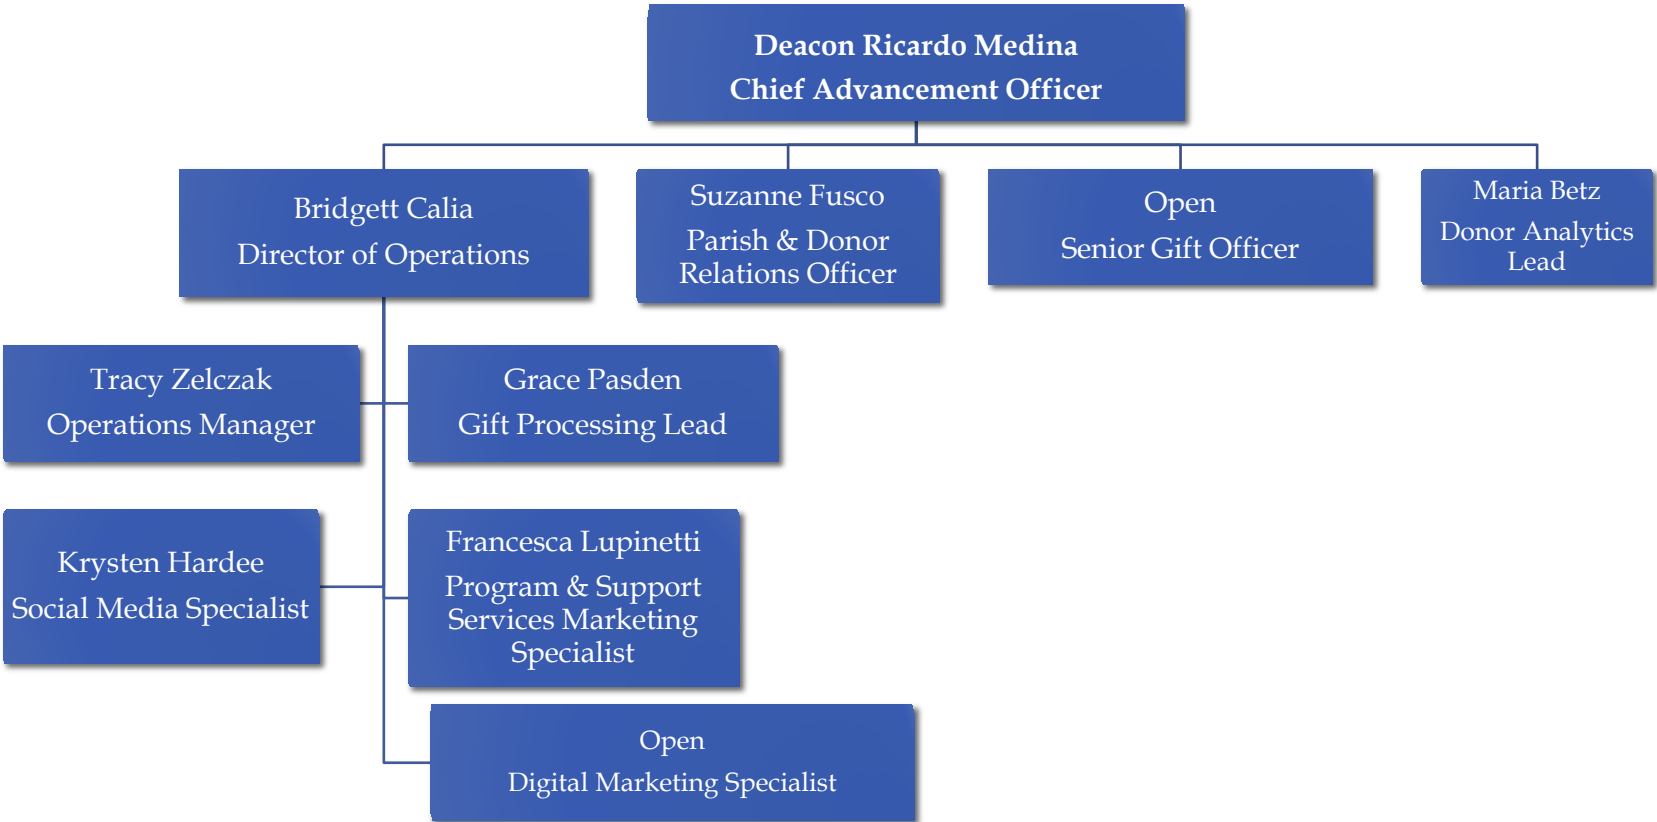 Deacon Ricardo Medina
Chief Advancement Officer
Bridgett Calia
Director of Operations
Suzanne Fusco
Parish & Donor
Relations Officer
Open
Senior Gift Officer
Maria Betz
Donor Analytics
Lead
Tracy Zelczak
Operations Manager
Grace Pasden
Gift Processing Lead
Krysten Hardee
Social Media Specialist
Francesca Lupinetti
Program & Support
Services Marketing
Specialist
Open
Digital Marketing Specialist